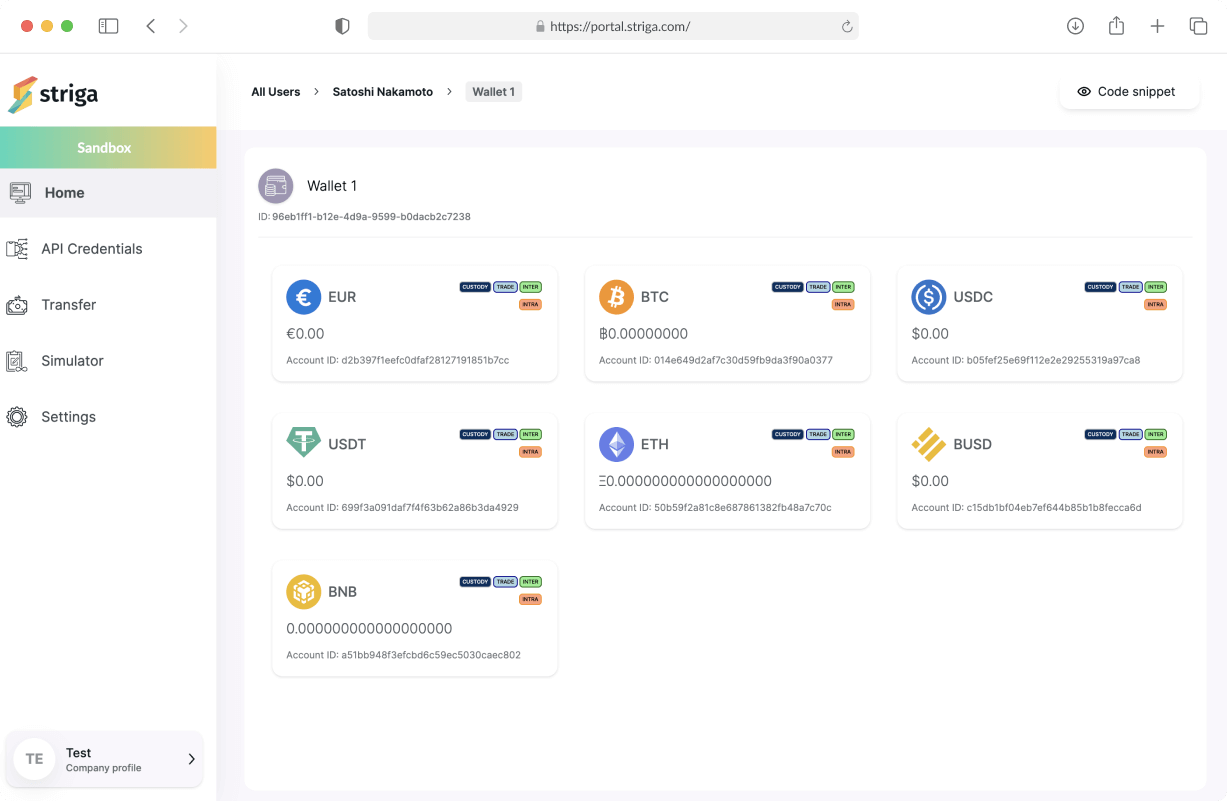 https://portal.striga.com/
striga
Sandbox
Home
API Credentials
Transfer
Simulator
Settings
TE
Test
Company profile
All Users > Satoshi Nakamoto > Wallet 1
Code snippet
Wallet 1
ID: 96eb1ff1-b12e-4d9a-9599-b0dacb2c7238
EUR
CUSTODY TRADE INTER
INTRA
€0.00
Account ID: d2b397f1eefc0dfaf28127191851b7cc
BTC
CUSTODY TRADE INTER
INTRA
฿0.00000000
Account ID: 014e649d2af7c30d59fb9da3f90a0377
USDC
CUSTODY TRADE INTER
INTRA
$0.00
Account ID: b05fef25e69f112e2e29255319a97ca8
USDT
CUSTODY TRADE INTER
INTRA
$0.00
Account ID: 699f3a091daf7f4f63b62a86b3da4929
ETH
CUSTODY TRADE INTER
INTRA
Ξ0.000000000000000000
Account ID: 50b59f2a81c8e687861382fb48a7c70c
BUSD
CUSTODY TRADE INTER
INTRA
$0.00
Account ID: c15db1bf04eb7ef644b85b1b8fecca6d
BNB
CUSTODY TRADE INTER
INTRA
0.000000000000000000
Account ID: a51bb948f3efcbd6c59ec5030caec802